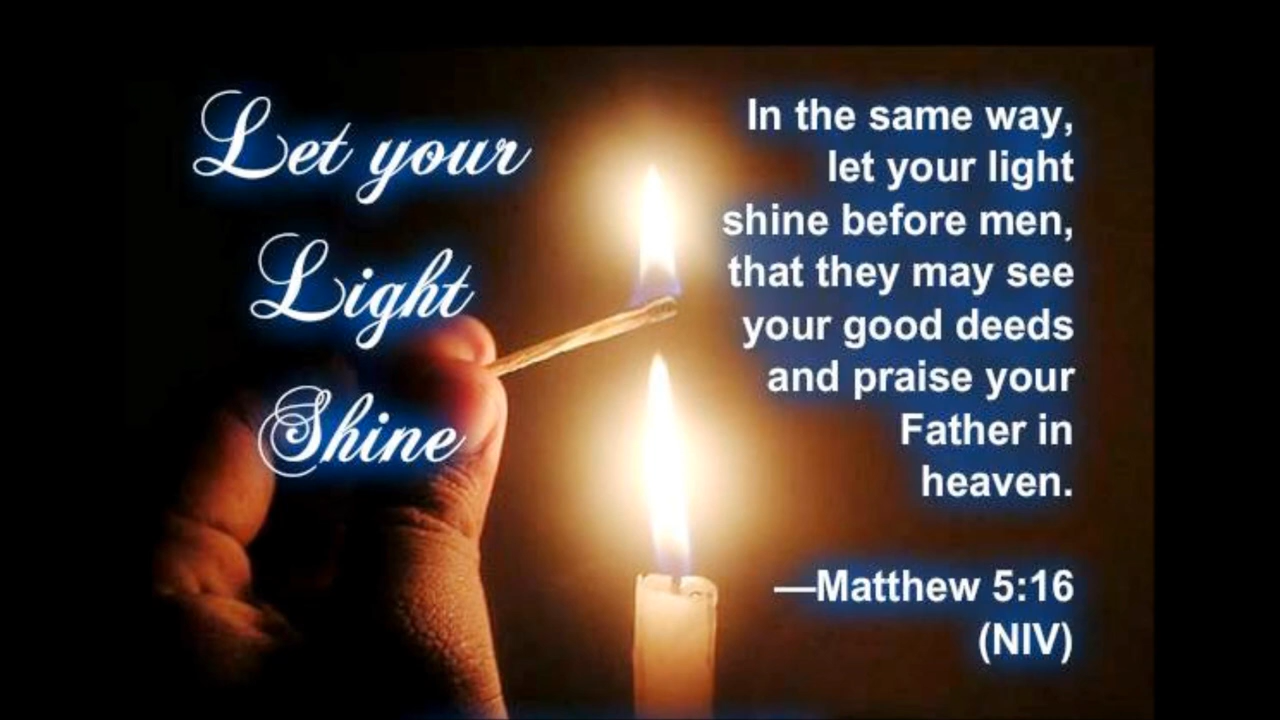 Let your
Light
Shine
In the same way,
let your light
shine before men,
that they may see
your good deeds
and praise your
Father in
heaven.
—Matthew 5:16
(NIV)